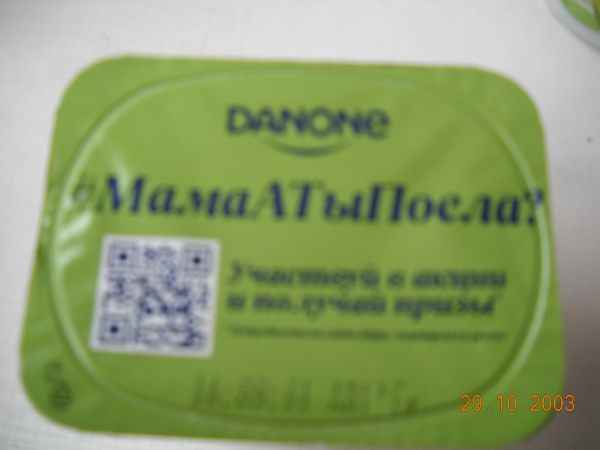 DANONE
#МамаАТыПоела?
Участвуй в акции
и получай призы*
29.10.2003